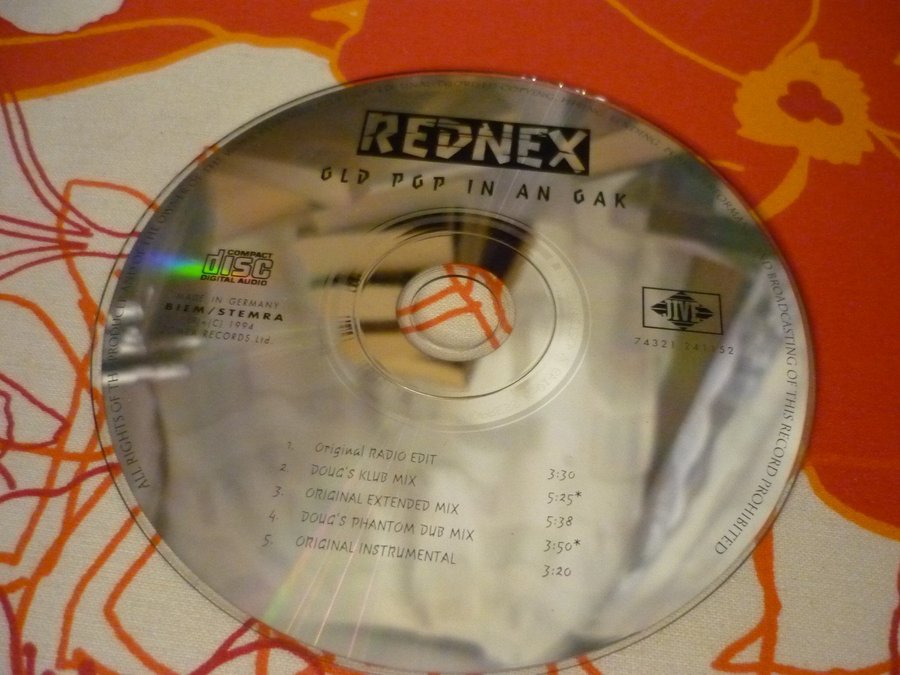 REDNEX
OLD POP IN AN OAK
COMPACT
disc
DIGITAL AUDIO
MADE IN GERMANY
BIEM/STEMRA
(C) 1994
RECORDS Ltd.
JIVE
74321 241152
1. Original RADIO EDIT 3:30
2. DOUG'S KLUB MIX 5:25*
3. ORIGINAL EXTENDED MIX 5:38
4. DOUG'S PHANTOM DUB MIX 3:50*
5. ORIGINAL INSTRUMENTAL 3:20
ALL RIGHTS OF THE PRODUCER AND OF THE OWNER OF THE
BROADCASTING OF THIS RECORD PROHIBITED